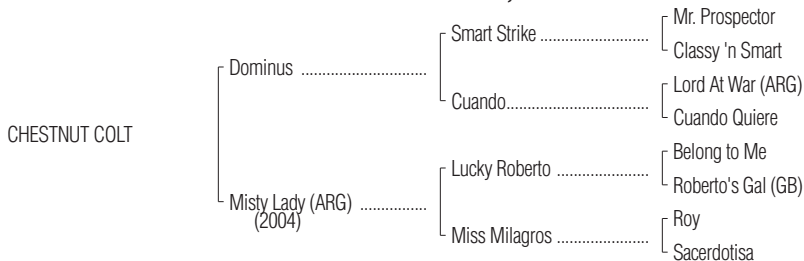 Mr. Prospector
Smart Strike ..........................
Classy 'n Smart
Dominus ..............................
Lord At War (ARG)
Cuando...................................
Cuando Quiere
CHESTNUT COLT
Belong to Me
Lucky Roberto ......................
Roberto's Gal (GB)
Misty Lady (ARG) ................
(2004)
Roy
Miss Milagros ......................
Sacerdotisa